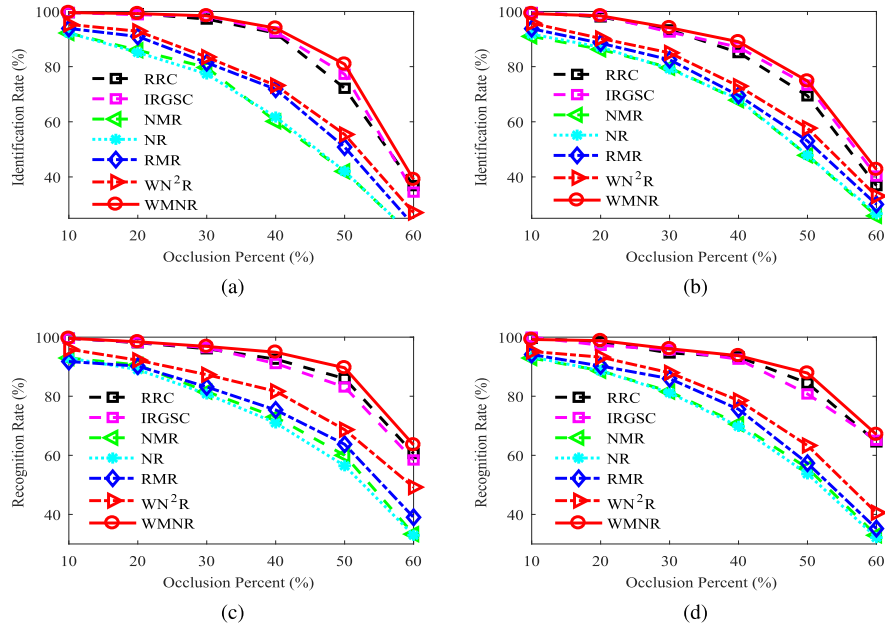 100
80
60
40
Identification Rate (%)
RRC
IRGSC
NMR
NR
RMR
WN²R
WMNR
10 20 30 40 50 60
Occlusion Percent (%)
(a)
100
80
60
40
Identification Rate (%)
RRC
IRGSC
NMR
NR
RMR
WN²R
WMNR
10 20 30 40 50 60
Occlusion Percent (%)
(b)
100
80
60
40
Recognition Rate (%)
RRC
IRGSC
NMR
NR
RMR
WN²R
WMNR
10 20 30 40 50 60
Occlusion Percent (%)
(c)
100
80
60
40
Recognition Rate (%)
RRC
IRGSC
NMR
NR
RMR
WN²R
WMNR
10 20 30 40 50 60
Occlusion Percent (%)
(d)